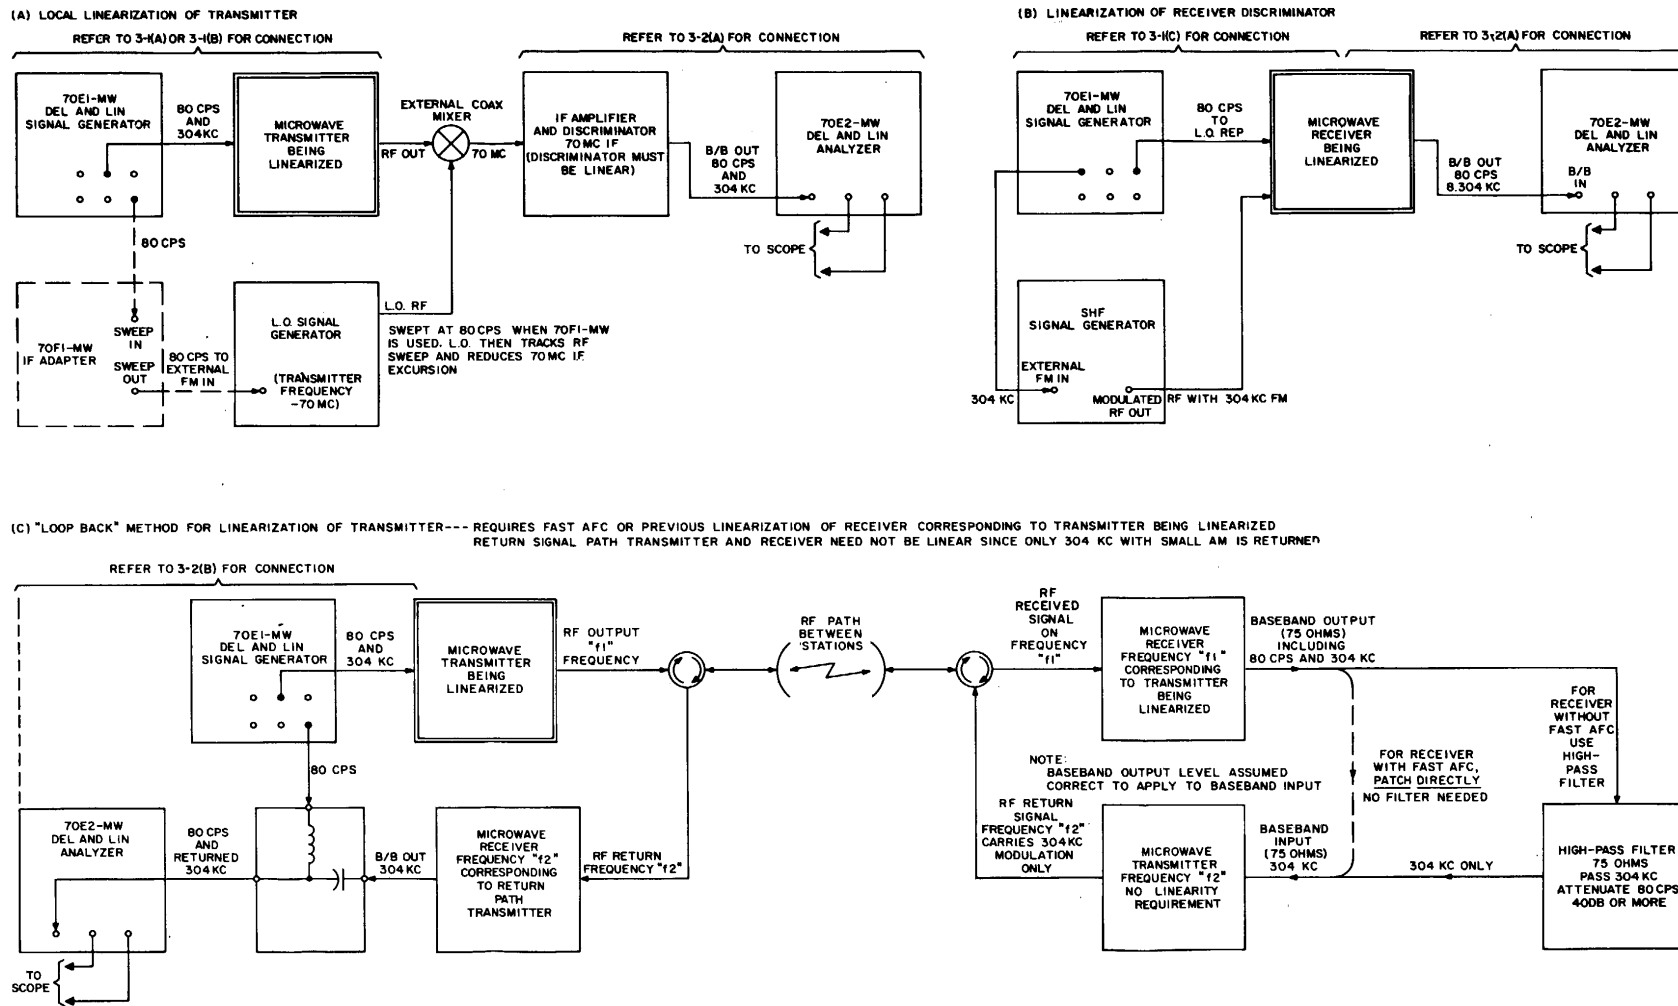 (A) LOCAL LINEARIZATION OF TRANSMITTER
REFER TO 3-1(A) OR 3-1(B) FOR CONNECTION
REFER TO 3-2(A) FOR CONNECTION
70E1-MW
DEL AND LIN
SIGNAL GENERATOR
80 CPS
AND
304KC
MICROWAVE
TRANSMITTER
BEING
LINEARIZED
RF OUT
EXTERNAL COAX
MIXER
70 MC
IF AMPLIFIER
AND DISCRIMINATOR
70 MC IF
(DISCRIMINATOR MUST
BE LINEAR)
B/B OUT
80 CPS
AND
304 KC
70E2-MW
DEL AND LIN
ANALYZER
TO SCOPE
80 CPS
70F1-MW
IF ADAPTER
SWEEP
IN
SWEEP
OUT
80 CPS TO
EXTERNAL
FM IN
L.O. SIGNAL
GENERATOR
(TRANSMITTER
FREQUENCY
-70 MC)
L.O. RF
SWEPT AT 80 CPS WHEN 70F1-MW
IS USED. L.O. THEN TRACKS RF
SWEEP AND REDUCES 70 MC IF
EXCURSION
(B) LINEARIZATION OF RECEIVER DISCRIMINATOR
REFER TO 3-1(C) FOR CONNECTION
REFER TO 3-2(A) FOR CONNECTION
70E1-MW
DEL AND LIN
SIGNAL GENERATOR
80 CPS
TO
L.O. REP
MICROWAVE
RECEIVER
BEING
LINEARIZED
B/B OUT
80 CPS
8.304 KC
70E2-MW
DEL AND LIN
ANALYZER
B/B
IN
TO SCOPE
SHF
SIGNAL GENERATOR
EXTERNAL
FM IN
304 KC
MODULATED RF WITH 304 KC FM
RF OUT
(C) "LOOP BACK" METHOD FOR LINEARIZATION OF TRANSMITTER--- REQUIRES FAST AFC OR PREVIOUS LINEARIZATION OF RECEIVER CORRESPONDING TO TRANSMITTER BEING LINEARIZED
RETURN SIGNAL PATH TRANSMITTER AND RECEIVER NEED NOT BE LINEAR SINCE ONLY 304 KC WITH SMALL AM IS RETURNED
REFER TO 3-2(B) FOR CONNECTION
70E1-MW
DEL AND LIN
SIGNAL GENERATOR
80 CPS
AND
304 KC
MICROWAVE
TRANSMITTER
BEING
LINEARIZED
RF OUTPUT
"f1"
FREQUENCY
RF PATH
BETWEEN
STATIONS
RF
RECEIVED
SIGNAL
ON
FREQUENCY
"f1"
MICROWAVE
RECEIVER
FREQUENCY "f1"
CORRESPONDING
TO TRANSMITTER
BEING
LINEARIZED
BASEBAND OUTPUT
(75 OHMS)
INCLUDING
80 CPS AND 304 KC
FOR
RECEIVER
WITHOUT
FAST AFC
USE
HIGH-
PASS
FILTER
FOR RECEIVER
WITH FAST AFC,
PATCH DIRECTLY
NO FILTER NEEDED
NOTE:
BASEBAND OUTPUT LEVEL ASSUMED
CORRECT TO APPLY TO BASEBAND INPUT
80 CPS
70E2-MW
DEL AND LIN
ANALYZER
80 CPS
AND
RETURNED
304KC
B/B OUT
304 KC
MICROWAVE
RECEIVER
FREQUENCY "f2"
CORRESPONDING
TO RETURN
PATH
TRANSMITTER
RF RETURN
FREQUENCY "f2"
RF RETURN
SIGNAL
FREQUENCY "f2"
CARRIES 304KC
MODULATION
ONLY
MICROWAVE
TRANSMITTER
FREQUENCY "f2"
NO LINEARITY
REQUIREMENT
BASEBAND
INPUT
(75 OHMS)
304 KC
304 KC ONLY
HIGH-PASS FILTER
75 OHMS
PASS 304 KC
ATTENUATE 80 CPS
40DB OR MORE
TO
SCOPE